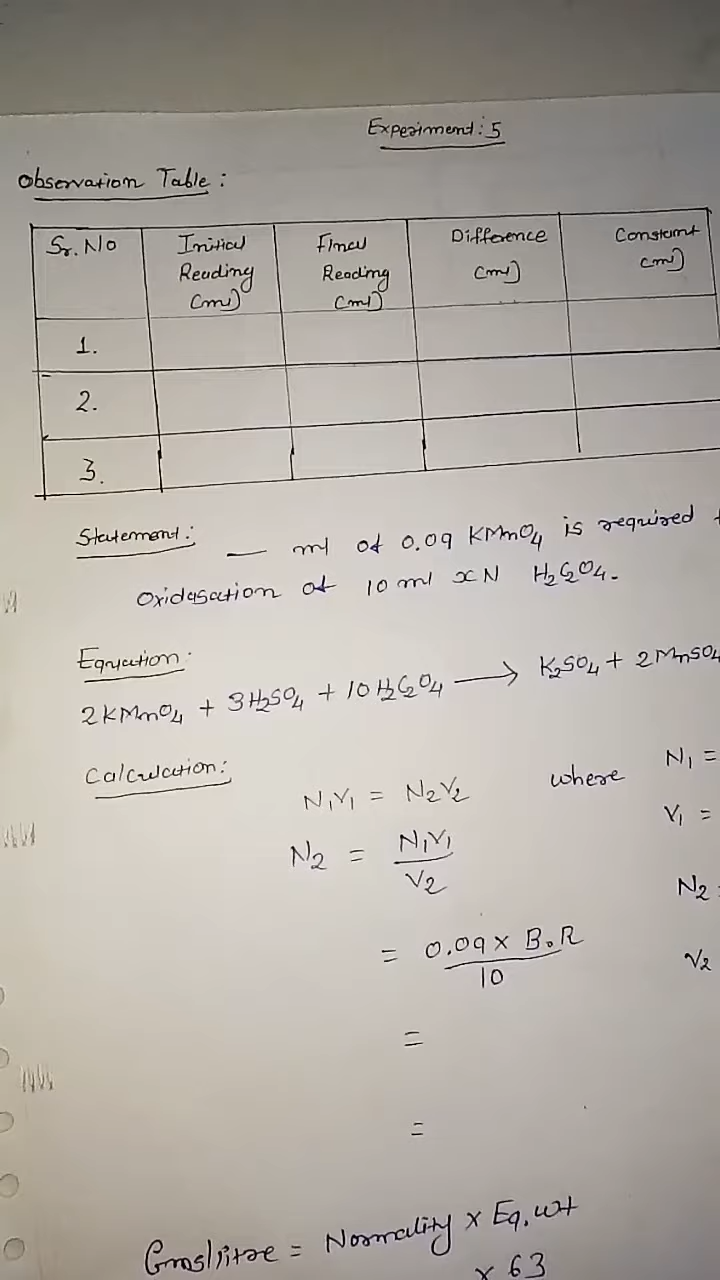 Experiment: 5
Observation Table:
Sr. No Initial Reading (ml) Final Reading (ml) Difference (ml) Constant (ml)
1.
2.
3.
Statement: — ml of 0.09 KMnO4 is required
Oxidasation of 10 ml xN H2C2O4.
Equation:
2KMnO4 + 3H2SO4 + 10H2C2O4 ⟶ K2SO4 + 2MnSO4
Calculation:
N1V1 = N2V2 where N1 =
N2 = N1V1 / V2 V1 =
N2 =
= 0.09 × B.R / 10 V2
=
=
Gms/litre = Normality × Eq. wt
× 63